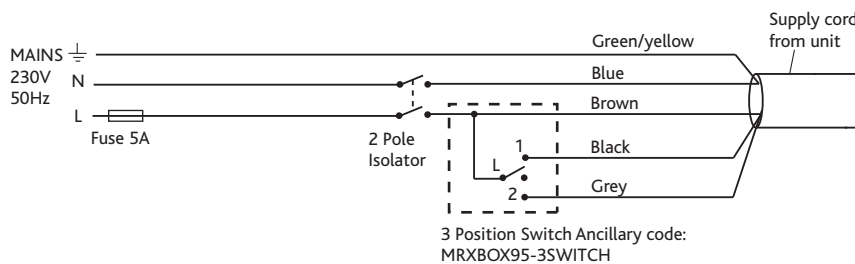 Supply cord
from unit
Green/yellow
MAINS
230V
50Hz
N
Blue
L
Brown
Fuse 5A
2 Pole
Isolator
1
Black
L
2
Grey
3 Position Switch Ancillary code:
MRXBOX95-3SWITCH